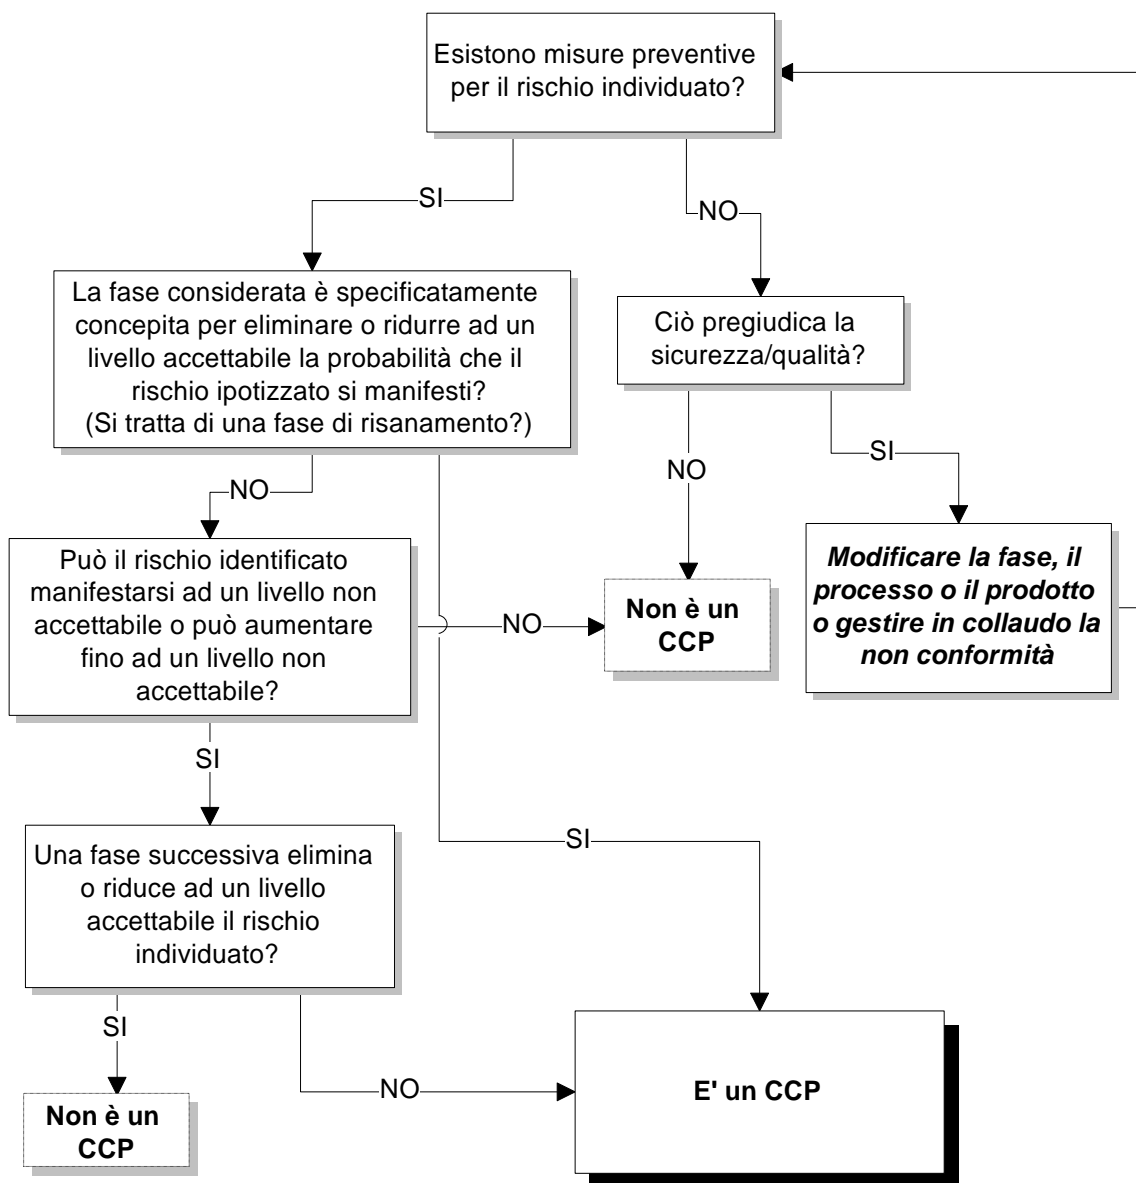 Esistono misure preventive
per il rischio individuato?
SI
NO
La fase considerata è specificatamente
concepita per eliminare o ridurre ad un
livello accettabile la probabilità che il
rischio ipotizzato si manifesti?
(Si tratta di una fase di risanamento?)
Ciò pregiudica la
sicurezza/qualità?
NO
SI
NO
Può il rischio identificato
manifestarsi ad un livello non
accettabile o può aumentare
fino ad un livello non
accettabile?
NO
Non è un
CCP
Modificare la fase, il
processo o il prodotto
o gestire in collaudo la
non conformità
SI
Una fase successiva elimina
o riduce ad un livello
accettabile il rischio
individuato?
SI
SI
NO
Non è un
CCP
E' un CCP